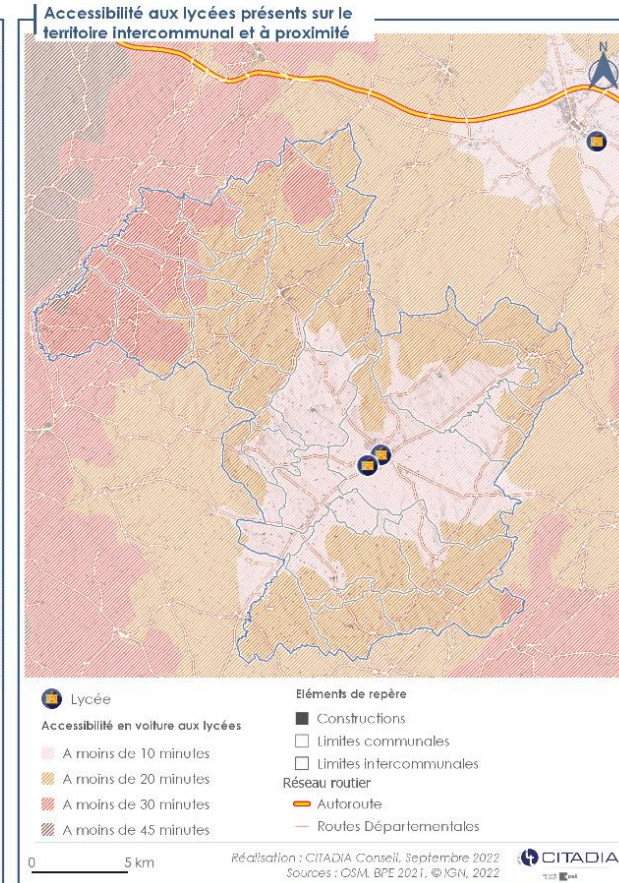 Accessibilité aux lycées présents sur le
territoire intercommunal et à proximité
N
Lycée
Accessibilité en voiture aux lycées
A moins de 10 minutes
A moins de 20 minutes
A moins de 30 minutes
A moins de 45 minutes
Eléments de repère
Constructions
Limites communales
Limites intercommunales
Réseau routier
Autoroute
Routes Départementales
0 5 km
Réalisation : CITADIA Conseil, Septembre 2022
Sources : OSM, BPE 2021, © IGN, 2022
CITADIA